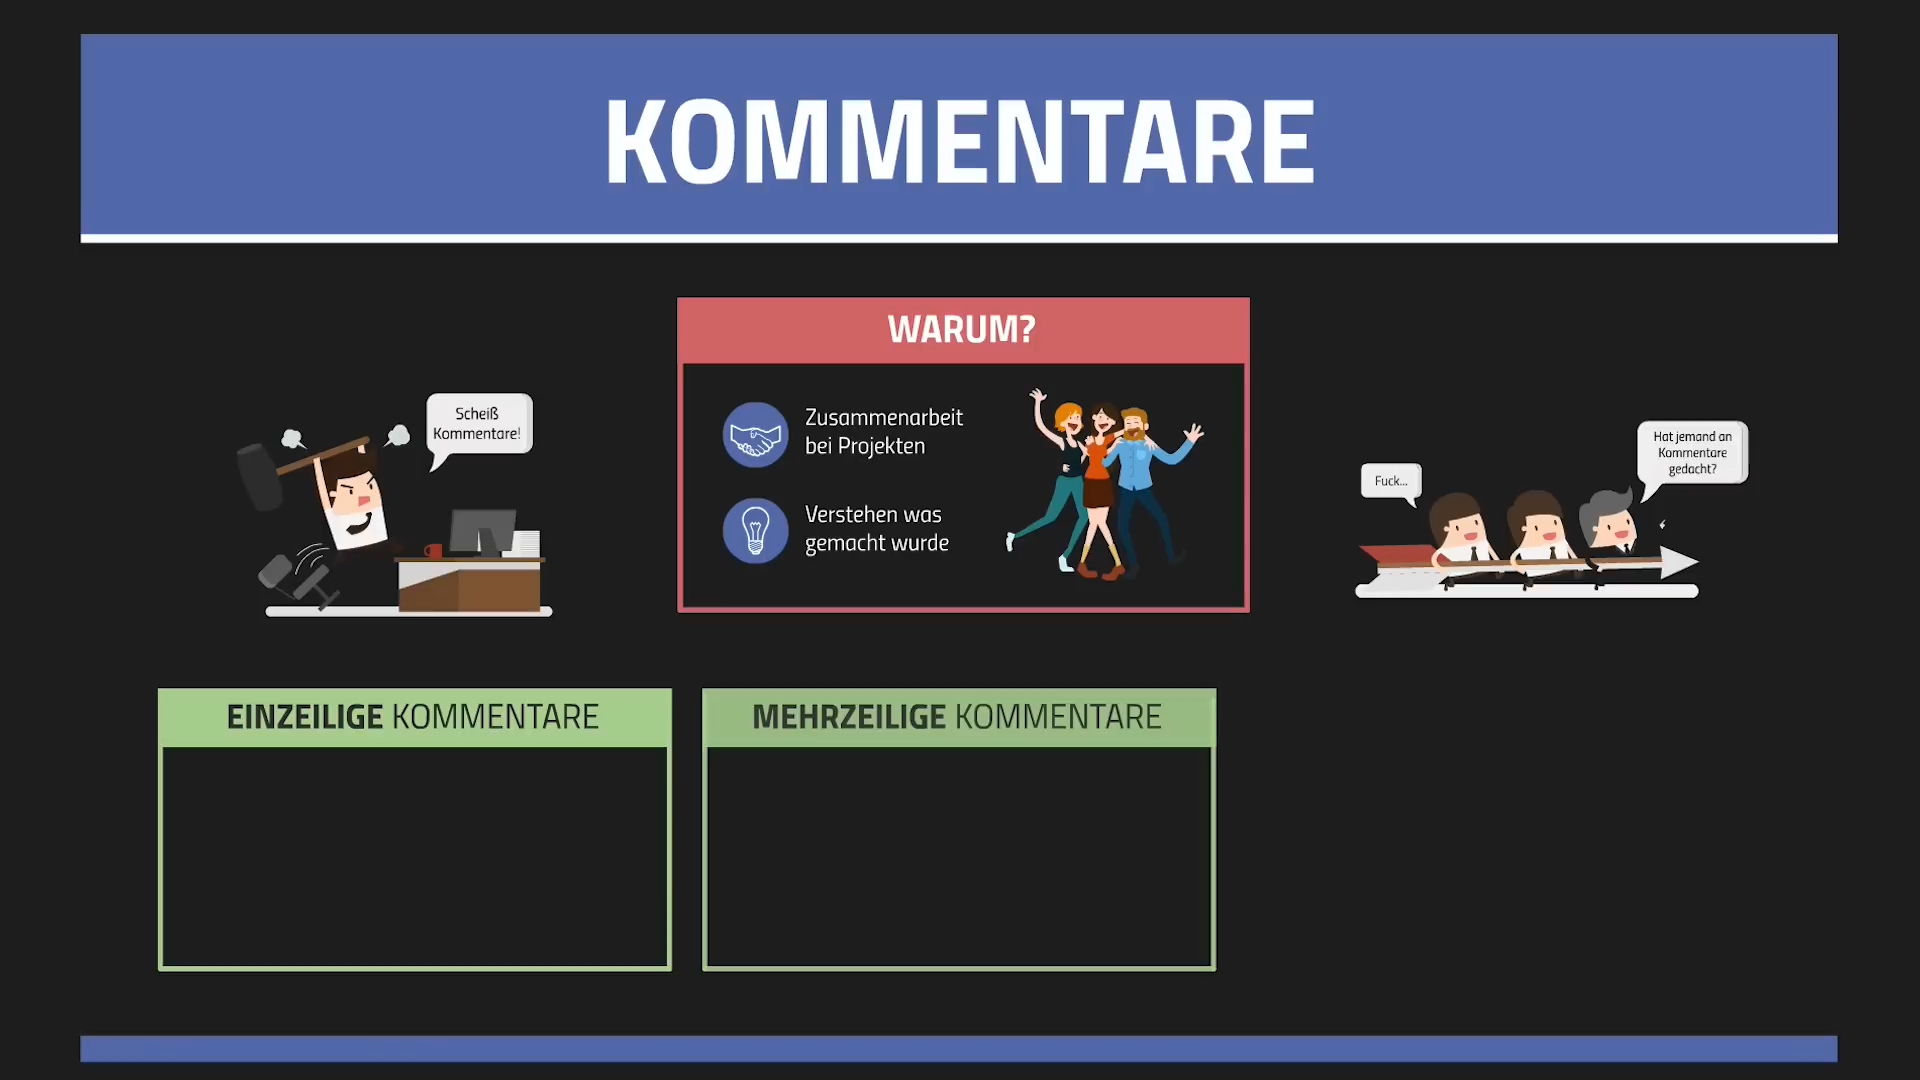 KOMMENTARE
WARUM?
Scheiß
Kommentare!
Zusammenarbeit
bei Projekten
Verstehen was
gemacht wurde
Fuck...
Hat jemand an
Kommentare
gedacht?
EINZEILIGE KOMMENTARE
MEHRZEILIGE KOMMENTARE